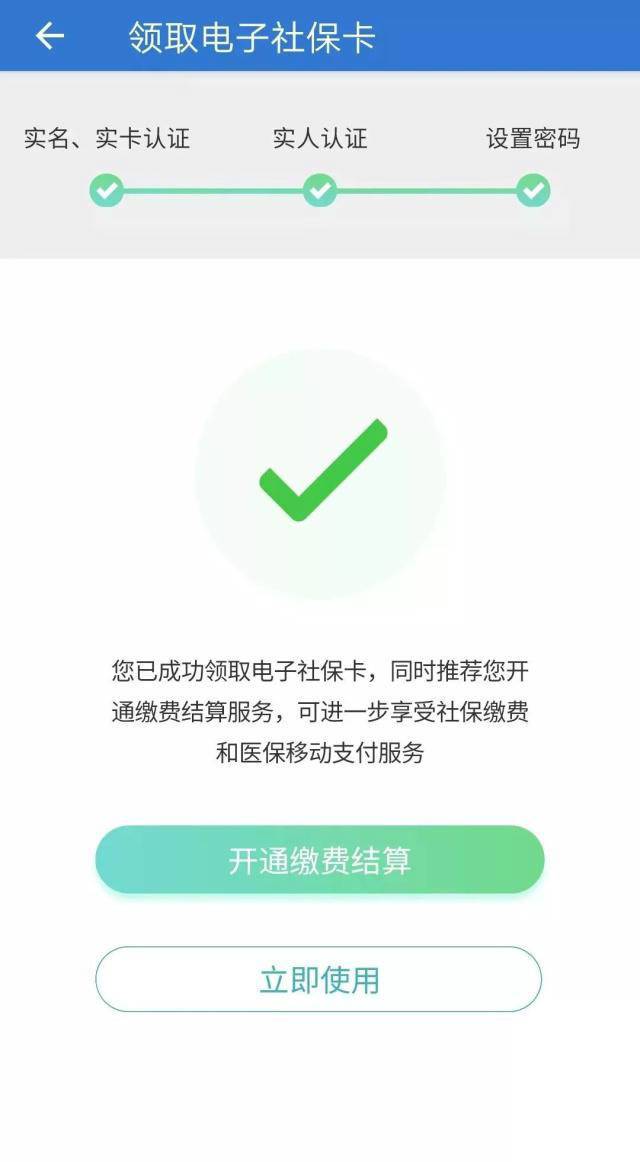 领取电子社保卡
实名、实卡认证 实人认证 设置密码
您已成功领取电子社保卡，同时推荐您开
通缴费结算服务，可进一步享受社保缴费
和医保移动支付服务
开通缴费结算
立即使用